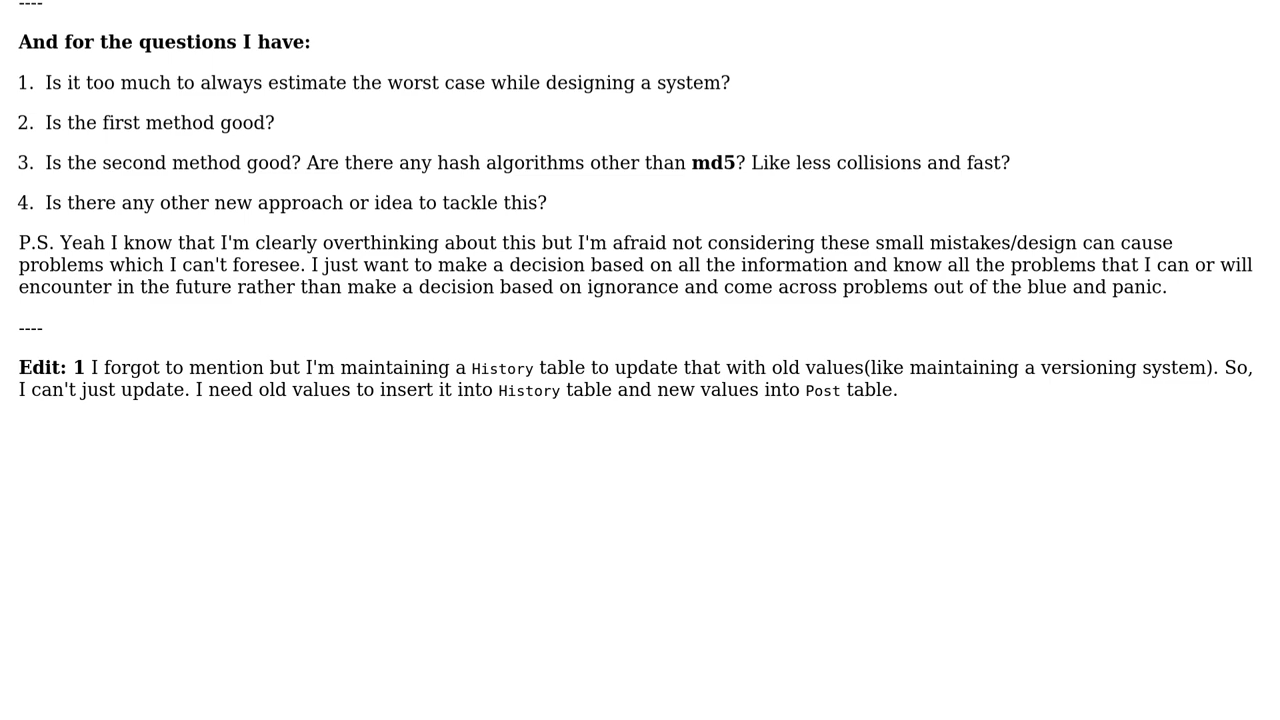 ----
And for the questions I have:
1. Is it too much to always estimate the worst case while designing a system?
2. Is the first method good?
3. Is the second method good? Are there any hash algorithms other than md5? Like less collisions and fast?
4. Is there any other new approach or idea to tackle this?
P.S. Yeah I know that I'm clearly overthinking about this but I'm afraid not considering these small mistakes/design can cause
problems which I can't foresee. I just want to make a decision based on all the information and know all the problems that I can or will
encounter in the future rather than make a decision based on ignorance and come across problems out of the blue and panic.
----
Edit: 1 I forgot to mention but I'm maintaining a History table to update that with old values(like maintaining a versioning system). So,
I can't just update. I need old values to insert it into History table and new values into Post table.